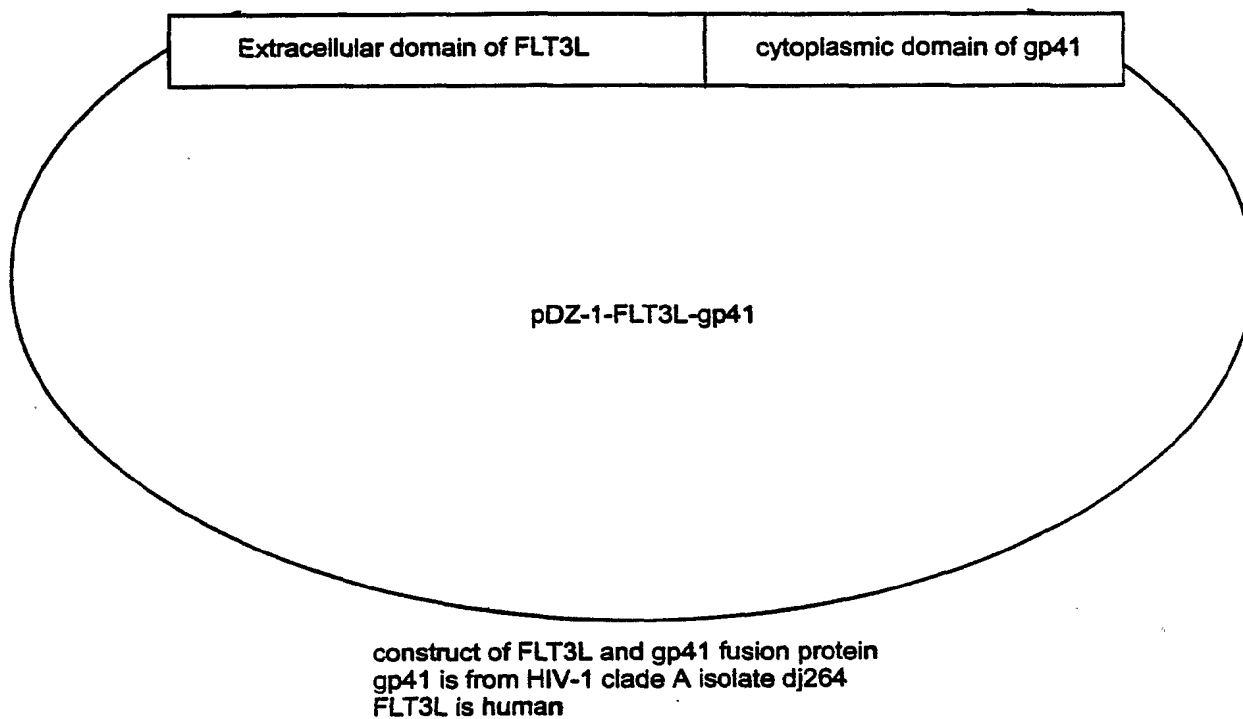 Extracellular domain of FLT3L
cytoplasmic domain of gp41
pDZ-1-FLT3L-gp41
construct of FLT3L and gp41 fusion protein
gp41 is from HIV-1 clade A isolate dj264
FLT3L is human